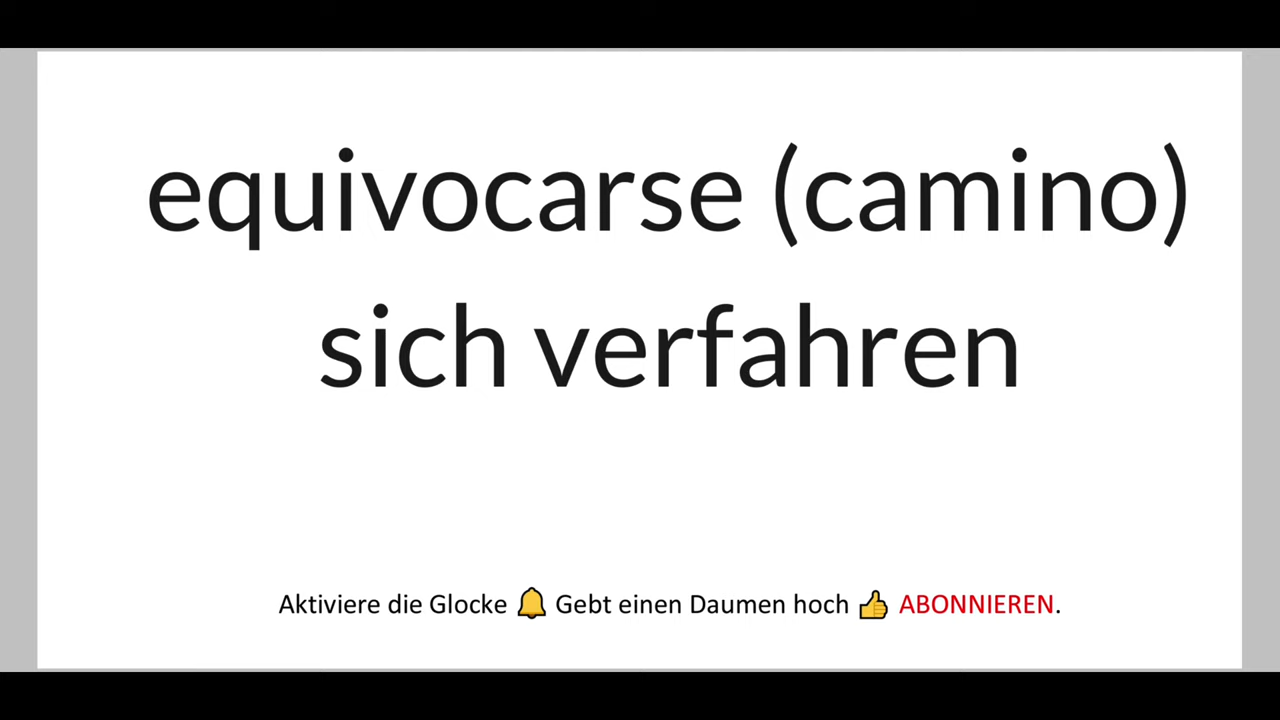 equivocarse (camino)
sich verfahren
Aktiviere die Glocke 🔔 Gebt einen Daumen hoch 👍 ABONNIEREN.